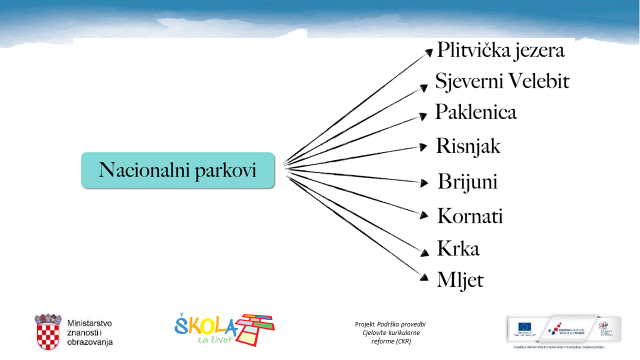 Plitvička jezera
Sjeverni Velebit
Paklenica
Risnjak
Nacionalni parkovi
Brijuni
Kornati
Krka
Mljet
Ministarstvo
znanosti i
obrazovanja
ŠKOLA
za život
Projekt Podrška provedbi
Cjelovite kurikularne
reforme (CKR)